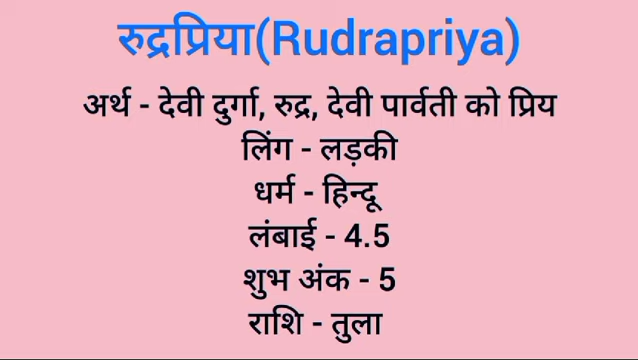 रुद्रप्रिया(Rudrapriya)
अर्थ - देवी दुर्गा, रुद्र, देवी पार्वती को प्रिय
लिंग - लड़की
धर्म - हिन्दू
लंबाई - 4.5
शुभ अंक - 5
राशि - तुला